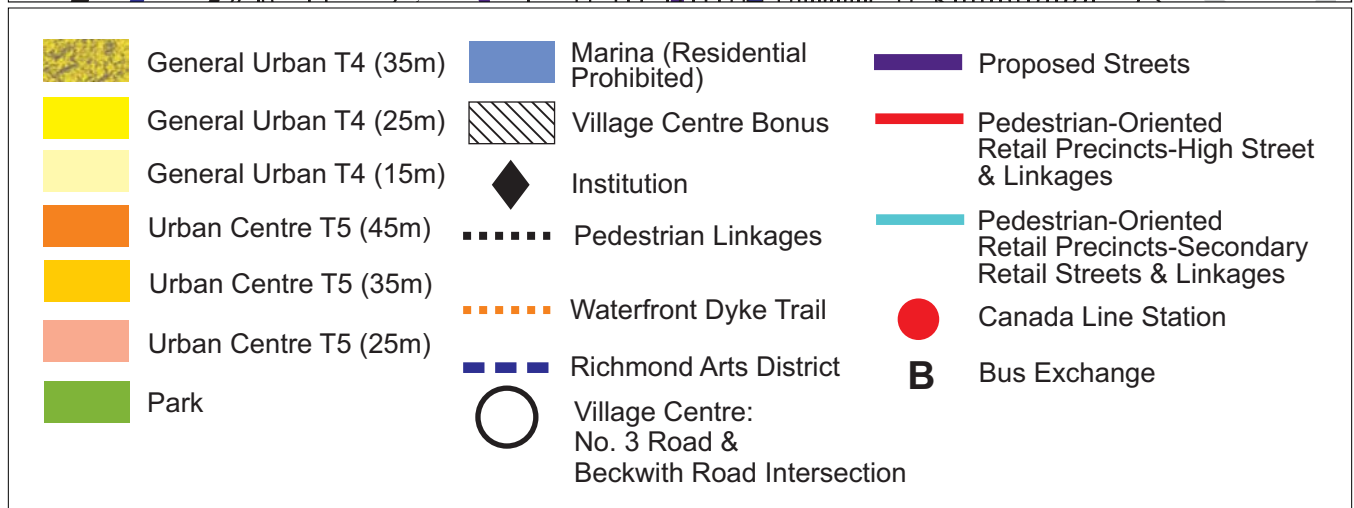 General Urban T4 (35m)
General Urban T4 (25m)
General Urban T4 (15m)
Urban Centre T5 (45m)
Urban Centre T5 (35m)
Urban Centre T5 (25m)
Park
Marina (Residential
Prohibited)
Village Centre Bonus
Institution
Pedestrian Linkages
Waterfront Dyke Trail
Richmond Arts District
Village Centre:
No. 3 Road &
Beckwith Road Intersection
Proposed Streets
Pedestrian-Oriented
Retail Precincts-High Street
& Linkages
Pedestrian-Oriented
Retail Precincts-Secondary
Retail Streets & Linkages
Canada Line Station
B Bus Exchange